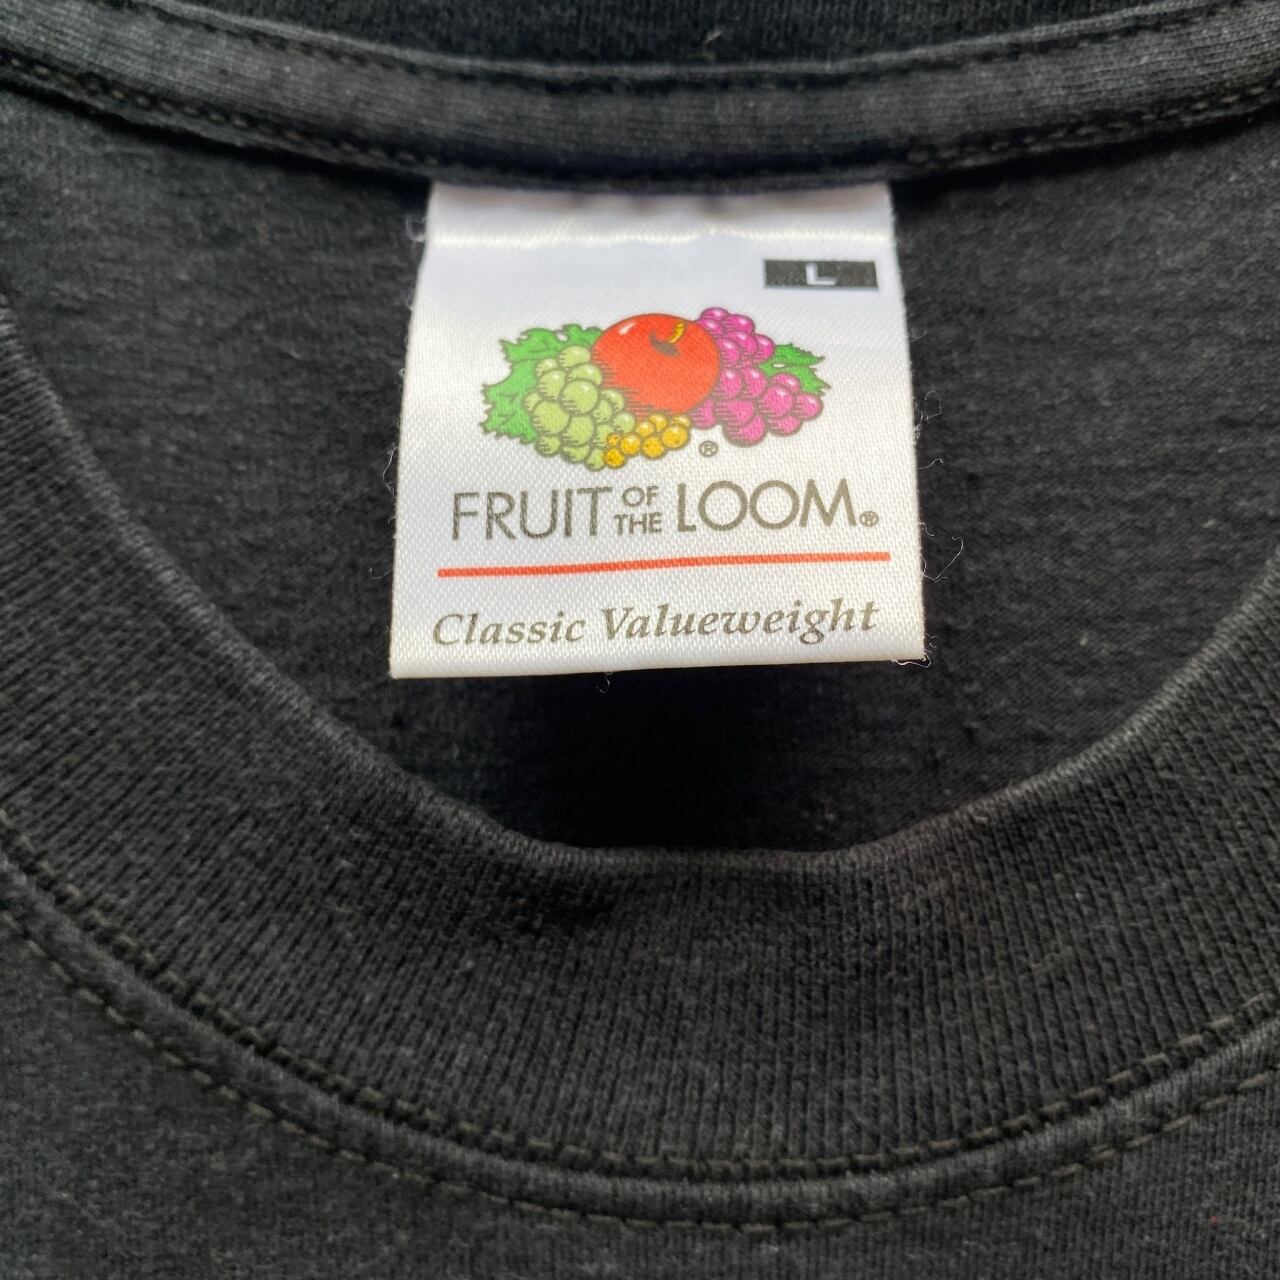 L
®
FRUIT OF THE LOOM®
Classic Valueweight